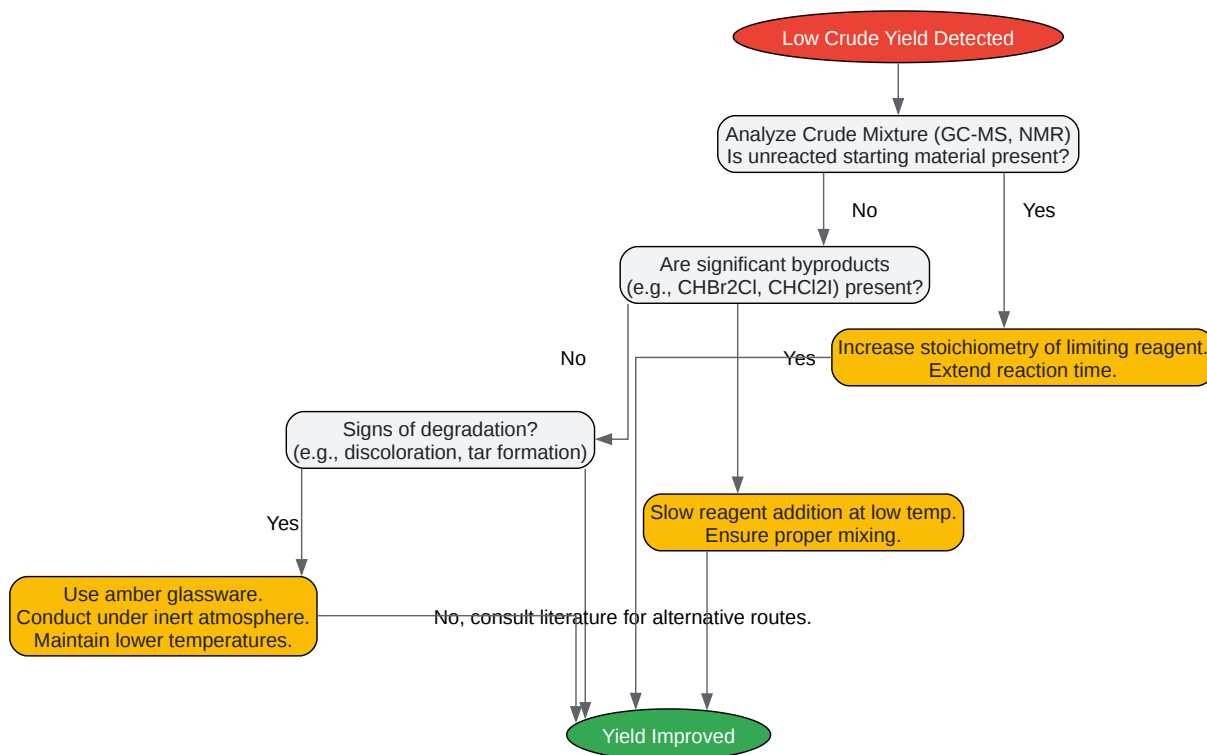 Low Crude Yield Detected
Analyze Crude Mixture (GC-MS, NMR)
Is unreacted starting material present?
No
Yes
Are significant byproducts
(e.g., CHBr2Cl, CHCl2I) present?
No
Yes
Increase stoichiometry of limiting reagent.
Extend reaction time.
Signs of degradation?
(e.g., discoloration, tar formation)
Yes
Slow reagent addition at low temp.
Ensure proper mixing.
Use amber glassware.
Conduct under inert atmosphere.
Maintain lower temperatures.
No, consult literature for alternative routes.
Yield Improved